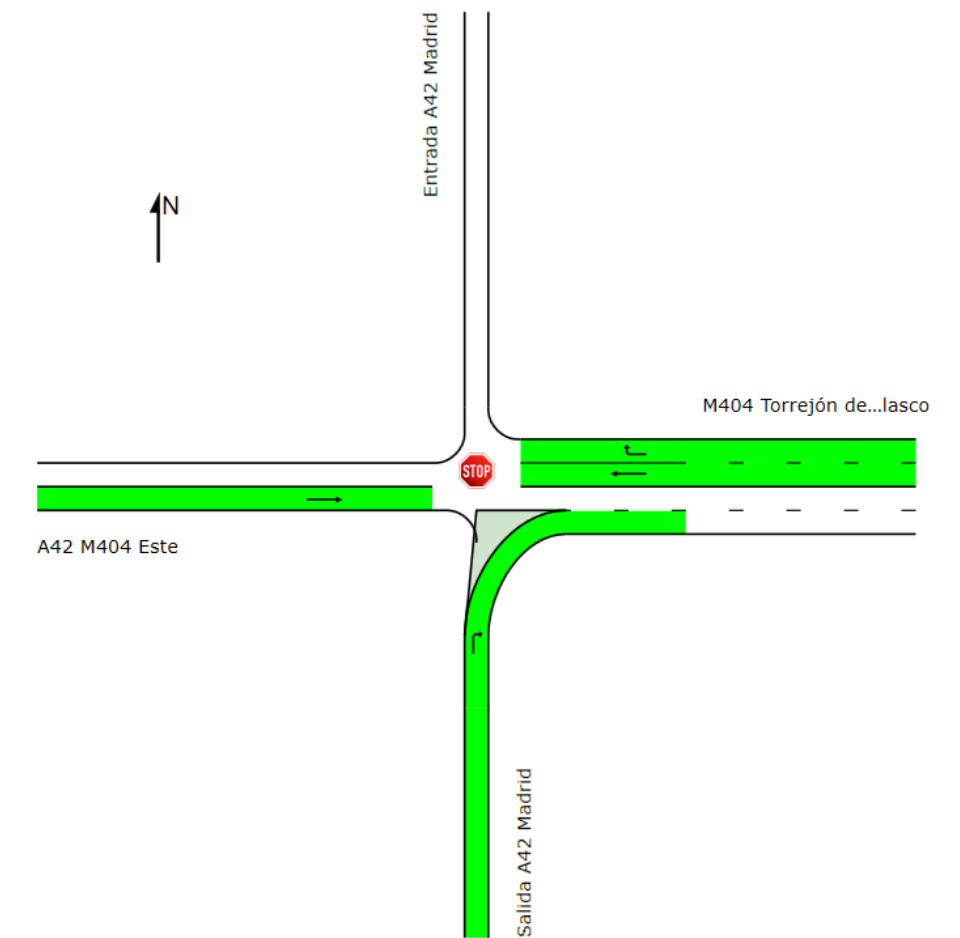 Entrada A42 Madrid
N
M404 Torrejón de...lasco
STOP
A42 M404 Este
Salida A42 Madrid